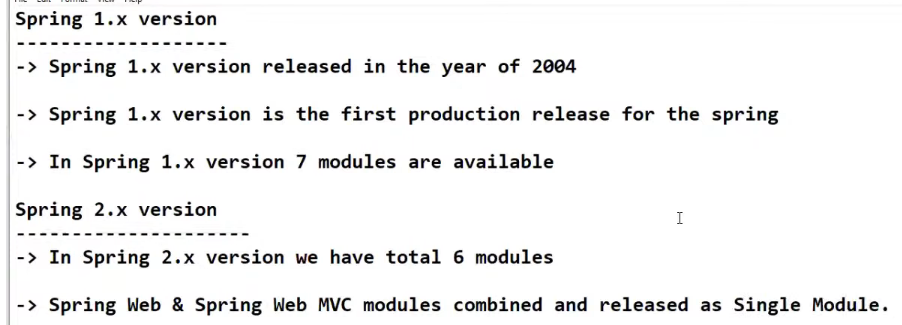 Spring 1.x version
-------------------
-> Spring 1.x version released in the year of 2004
-> Spring 1.x version is the first production release for the spring
-> In Spring 1.x version 7 modules are available
Spring 2.x version
---------------------
-> In Spring 2.x version we have total 6 modules
-> Spring Web & Spring Web MVC modules combined and released as Single Module.